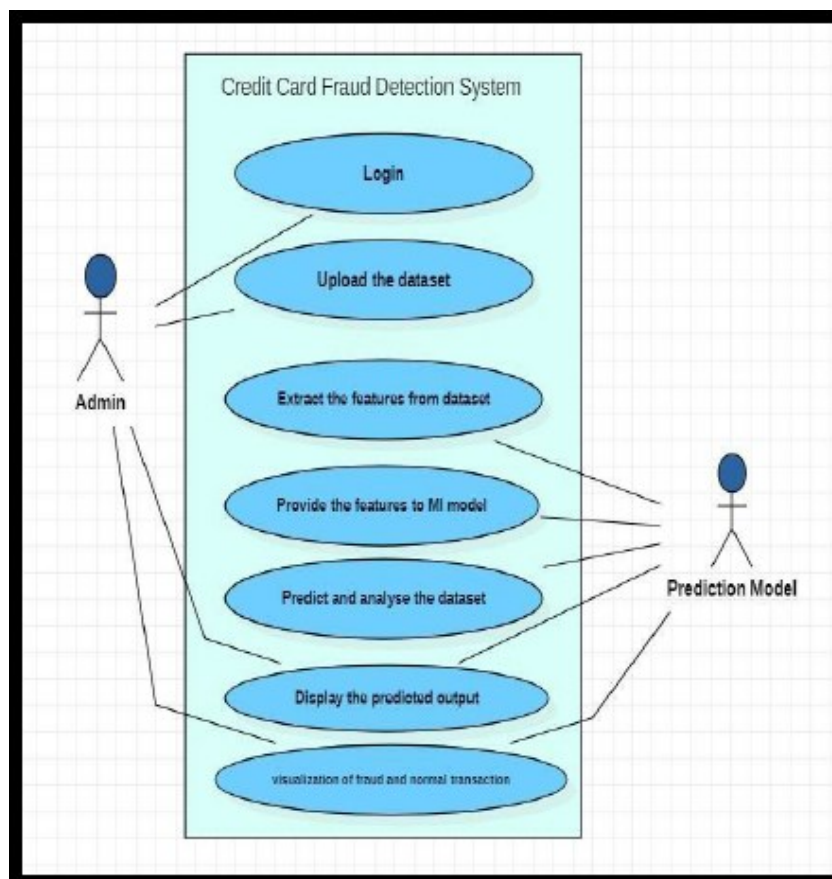 Credit Card Fraud Detection System
Login
Upload the dataset
Admin
Extract the features from dataset
Provide the features to Ml model
Predict and analyse the dataset
Prediction Model
Display the predicted output
visualization of fraud and normal transaction